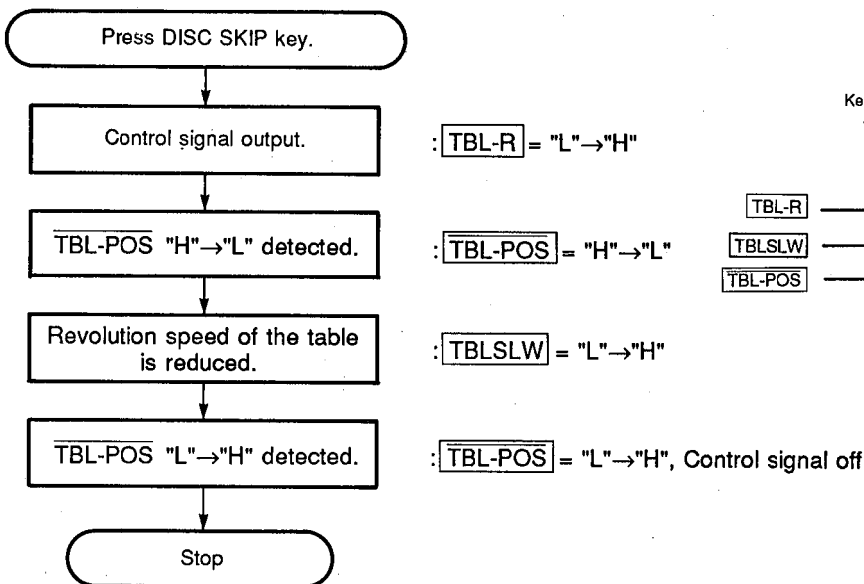 Press DISC SKIP key.
Control signal output.
: TBL-R = "L"→"H"
TBL-POS "H"→"L" detected.
: TBL-POS = "H"→"L"
Revolution speed of the table
is reduced.
: TBLSLW = "L"→"H"
TBL-POS "L"→"H" detected.
: TBL-POS = "L"→"H", Control signal off
Stop
Ke
TBL-R
TBLSLW
TBL-POS